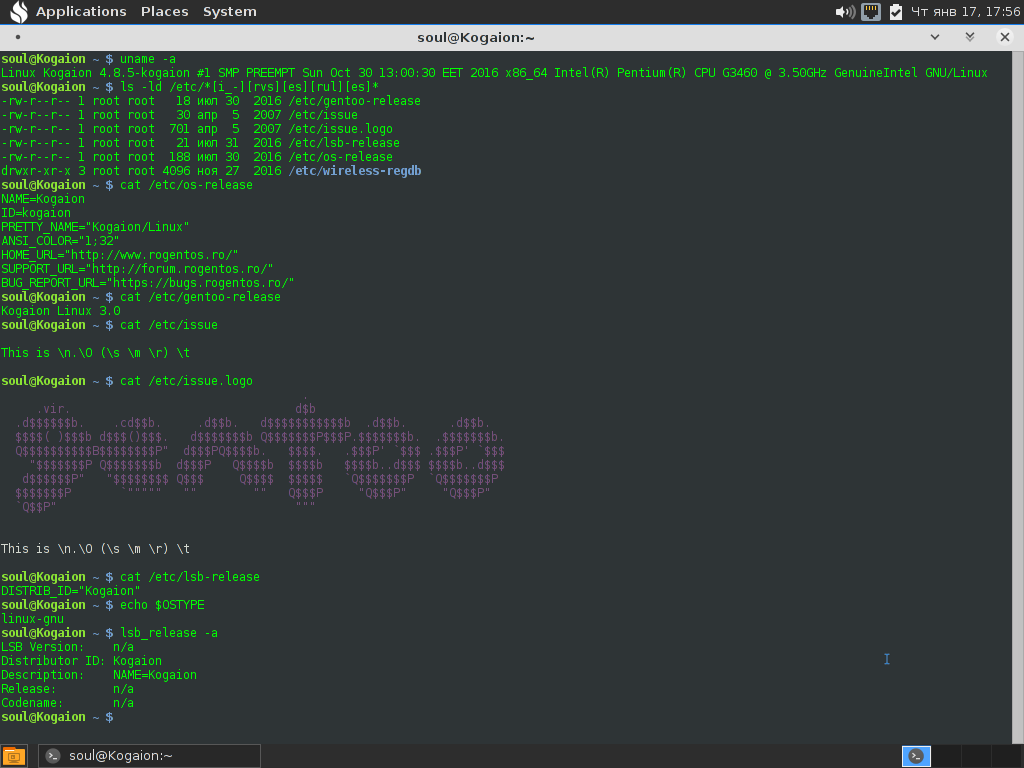 Applications Places System Чт янв 17, 17:56
soul@Kogaion:~
soul@Kogaion ~ $ uname -a
Linux Kogaion 4.8.5-kogaion #1 SMP PREEMPT Sun Oct 30 13:00:30 EET 2016 x86_64 Intel(R) Pentium(R) CPU G3460 @ 3.50GHz GenuineIntel GNU/Linux
soul@Kogaion ~ $ ls -ld /etc/*[i_-][rvs][es][rul][es]*
-rw-r--r-- 1 root root   18 июл 30  2016 /etc/gentoo-release
-rw-r--r-- 1 root root   30 апр  5  2007 /etc/issue
-rw-r--r-- 1 root root  701 апр  5  2007 /etc/issue.logo
-rw-r--r-- 1 root root   21 июл 31  2016 /etc/lsb-release
-rw-r--r-- 1 root root  188 июл 30  2016 /etc/os-release
drwxr-xr-x 3 root root 4096 ноя 27  2016 /etc/wireless-regdb
soul@Kogaion ~ $ cat /etc/os-release
NAME=Kogaion
ID=kogaion
PRETTY_NAME="Kogaion/Linux"
ANSI_COLOR="1;32"
HOME_URL="http://www.rogentos.ro/"
SUPPORT_URL="http://forum.rogentos.ro/"
BUG_REPORT_URL="https://bugs.rogentos.ro/"
soul@Kogaion ~ $ cat /etc/gentoo-release
Kogaion Linux 3.0
soul@Kogaion ~ $ cat /etc/issue
This is \n.\O (\s \m \r) \t
soul@Kogaion ~ $ cat /etc/issue.logo
                                           .
     .vir.                                d$b
  .d$$$$$$b.    .cd$$b.     .d$$b.   d$$$$$$$$$$$b  .d$$b.      .d$$b.
  $$$$( )$$$b d$$$()$$$.   d$$$$$$$b Q$$$$$$$P$$$P.$$$$$$$b.  .$$$$$$$b.
  Q$$$$$$$$$$B$$$$$$$$P"  d$$$PQ$$$$b.   $$$$.   .$$$P' `$$$ .$$$P' `$$$
    "$$$$$$$P Q$$$$$$$b  d$$$P   Q$$$$b  $$$$b   $$$$b..d$$$ $$$$b..d$$$
   d$$$$$$P"   "$$$$$$$$ Q$$$     Q$$$$  $$$$$   `Q$$$$$$$P  `Q$$$$$$$P
  $$$$$$$P       `"""""   ""        ""   Q$$$P     "Q$$$P"     "Q$$$P"
  `Q$$P"                                  """
This is \n.\O (\s \m \r) \t
soul@Kogaion ~ $ cat /etc/lsb-release
DISTRIB_ID="Kogaion"
soul@Kogaion ~ $ echo $OSTYPE
linux-gnu
soul@Kogaion ~ $ lsb_release -a
LSB Version:    n/a
Distributor ID: Kogaion
Description:    NAME=Kogaion
Release:        n/a
Codename:       n/a
soul@Kogaion ~ $
soul@Kogaion:~